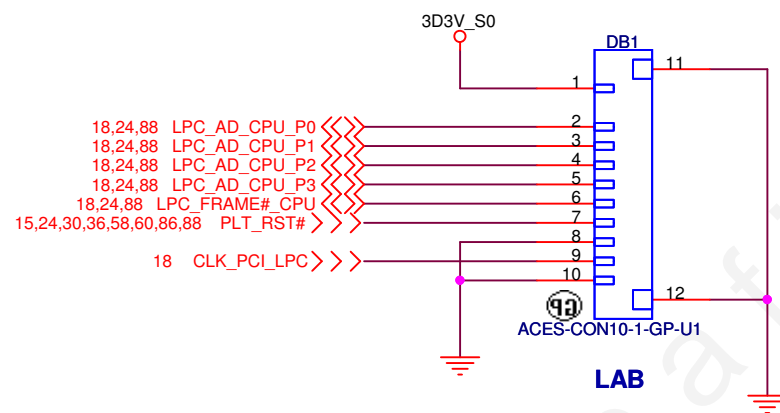 3D3V_S0
DB1
11
1
18,24,88 LPC_AD_CPU_P0 2
18,24,88 LPC_AD_CPU_P1 3
18,24,88 LPC_AD_CPU_P2 4
18,24,88 LPC_AD_CPU_P3 5
18,24,88 LPC_FRAME#_CPU 6
15,24,30,36,58,60,86,88 PLT_RST# 7
8
18 CLK_PCI_LPC 9
10
12
GP
ACES-CON10-1-GP-U1
LAB